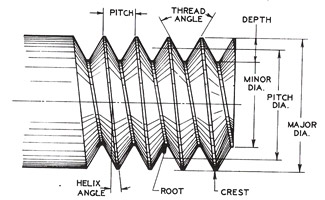 PITCH
THREAD
ANGLE
DEPTH
MINOR
DIA.
PITCH
DIA.
MAJOR
DIA.
HELIX
ANGLE
ROOT
CREST